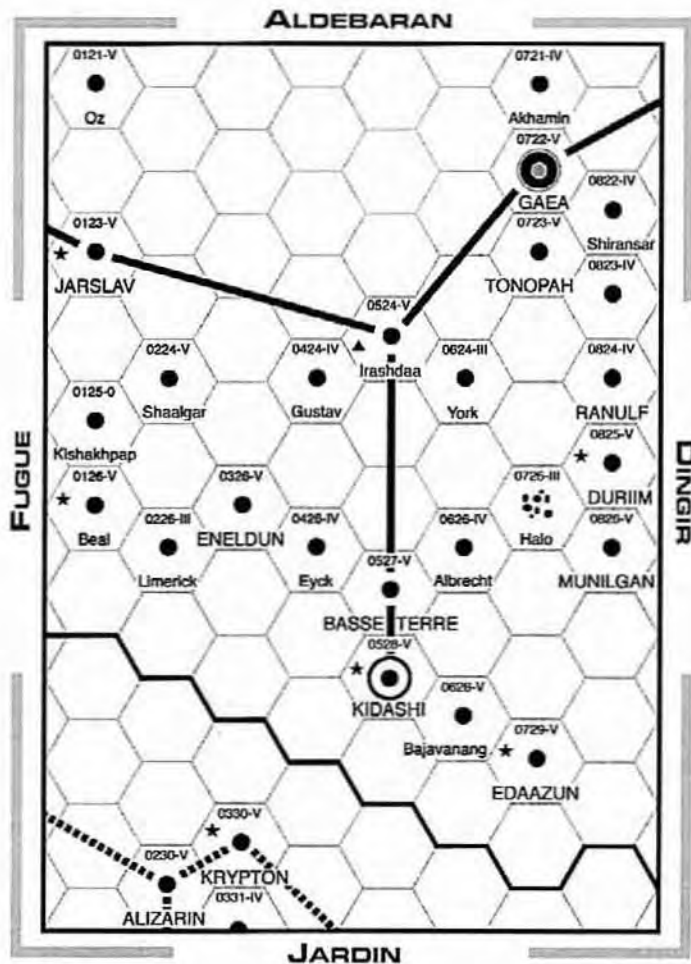 ALDEBARAN
0121-V
Oz
0721-IV
Akhamin
0722-V
GAEA
0822-IV
Shiransar
0123-V
JARSLAV
0723-V
TONOPAH
0823-IV
0524-V
Irashdaa
0224-V
Shaalgar
0424-IV
Gustav
0624-III
York
0824-IV
RANULF
0125-0
Kishakhpap
0825-V
DURIIM
0126-V
Beal
0326-V
ENELDUN
0725-III
Halo
0226-III
Limerick
0426-IV
Eyck
0626-IV
Albrecht
0826-V
MUNILGAN
0527-V
BASSE TERRE
0528-V
KIDASHI
0628-V
Bajavanang
0729-V
EDAAZUN
0330-V
KRYPTON
0230-V
ALIZARIN
0331-IV
FUGUE
DINGIR
JARDIN